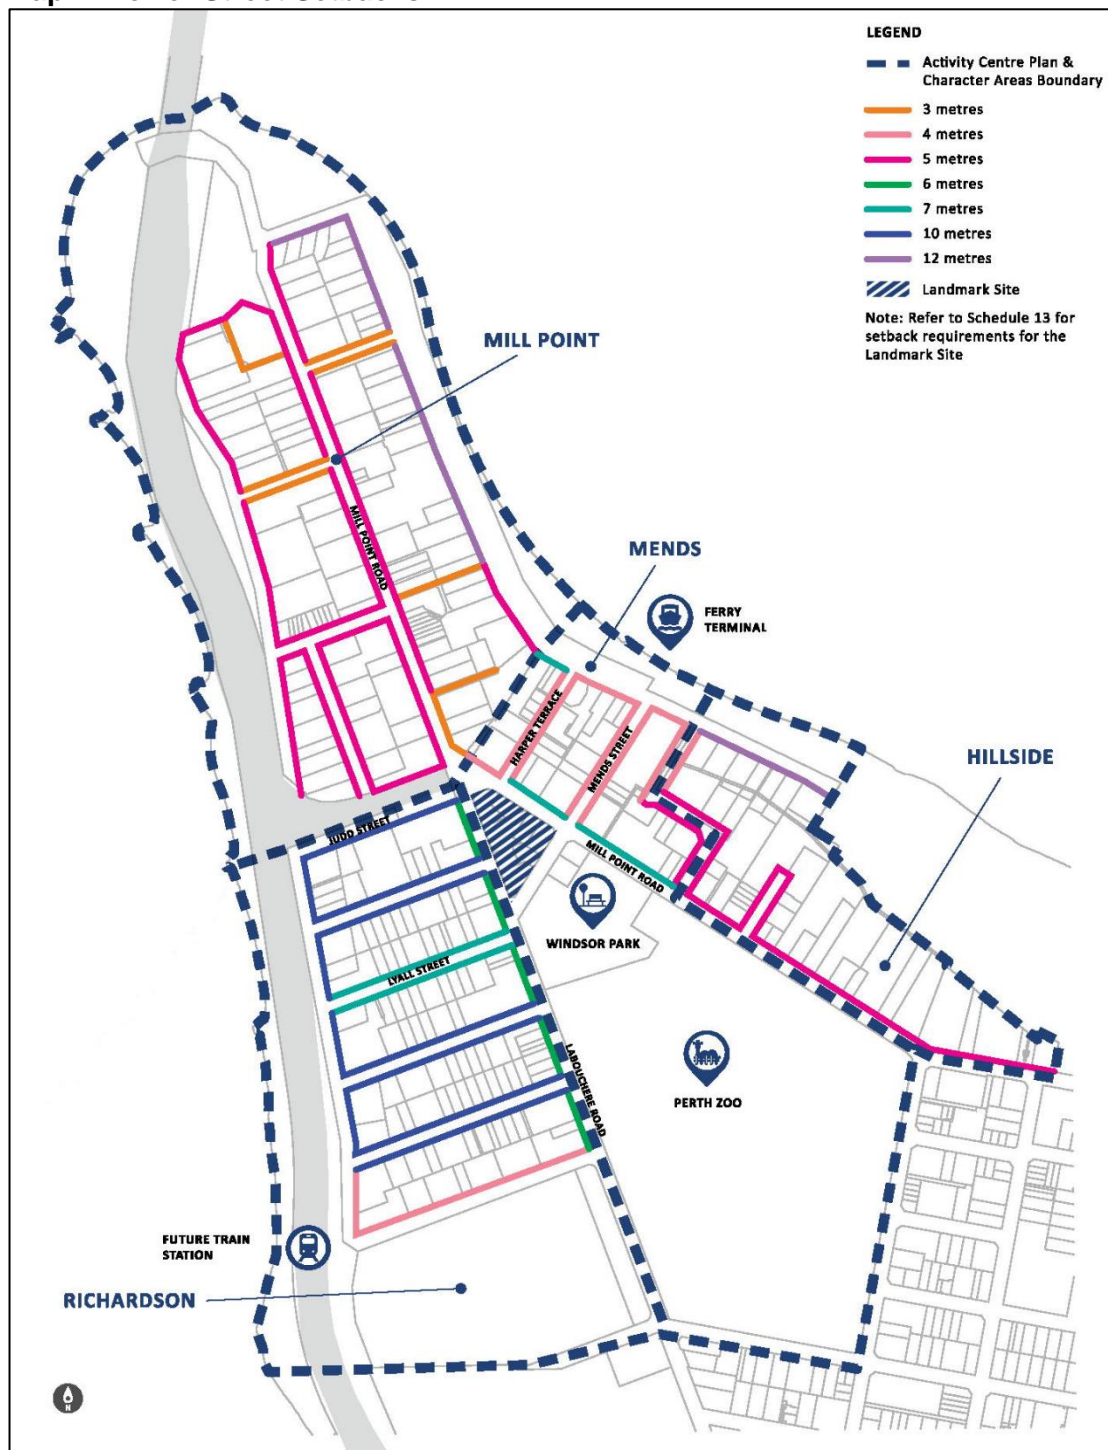 LEGEND
Activity Centre Plan &
Character Areas Boundary
3 metres
4 metres
5 metres
6 metres
7 metres
10 metres
12 metres
Landmark Site
Note: Refer to Schedule 13 for
setback requirements for the
Landmark Site
MILL POINT
MILL POINT ROAD
MENDS
FERRY
TERMINAL
HARPER TERRACE
MENDS STREET
HILLSIDE
JUDD STREET
MILL POINT ROAD
WINDSOR PARK
LYALL STREET
LABOUCHERE ROAD
PERTH ZOO
FUTURE TRAIN
STATION
RICHARDSON
N